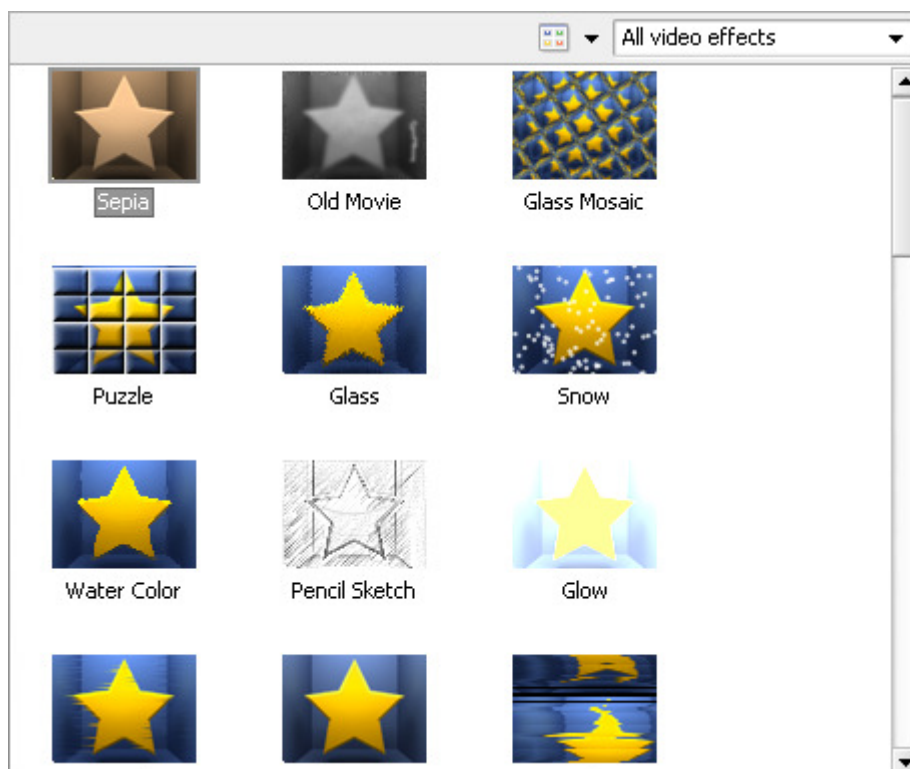 All video effects
Sepia
Old Movie
Glass Mosaic
Puzzle
Glass
Snow
Water Color
Pencil Sketch
Glow